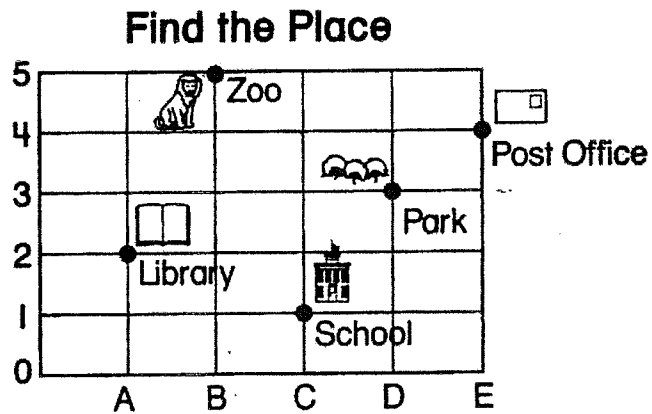 Find the Place
5
Zoo
4
Post Office
3
Park
2
Library
1
School
0
A B C D E